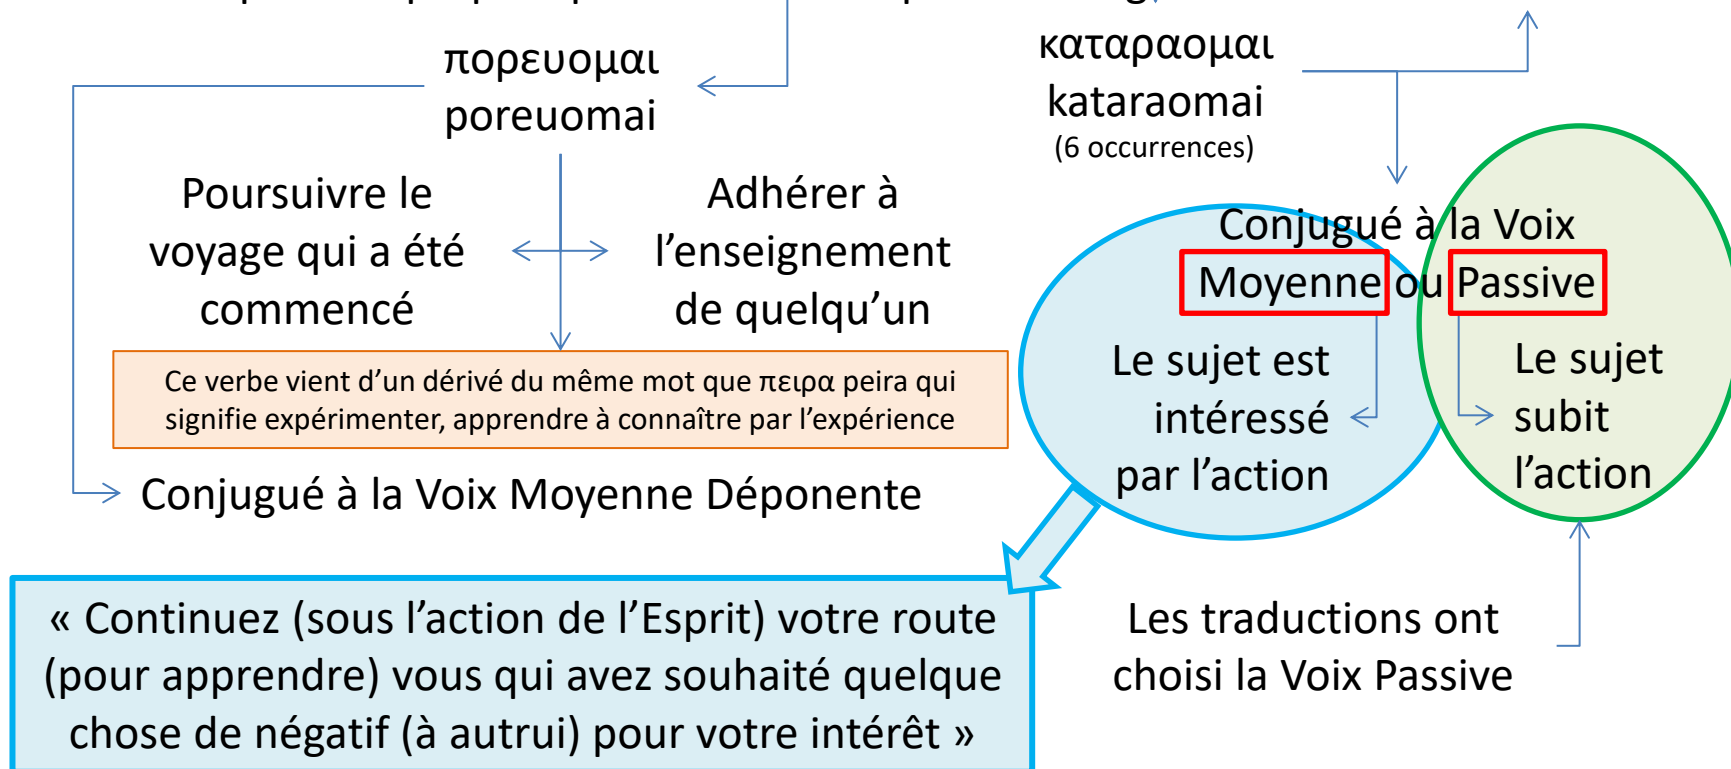 πορευομαι
poreuomai
καταραομαι
kataraomai
(6 occurrences)
Poursuivre le
voyage qui a été
commencé
Adhérer à
l’enseignement
de quelqu’un
Ce verbe vient d’un dérivé du même mot que πειρα peira qui
signifie expérimenter, apprendre à connaître par l’expérience
Conjugué à la Voix Moyenne Déponente
Conjugué à la Voix
Moyenne ou Passive
Le sujet est
intéressé
par l’action
Le sujet
subit
l’action
« Continuez (sous l’action de l’Esprit) votre route
(pour apprendre) vous qui avez souhaité quelque
chose de négatif (à autrui) pour votre intérêt »
Les traductions ont
choisi la Voix Passive